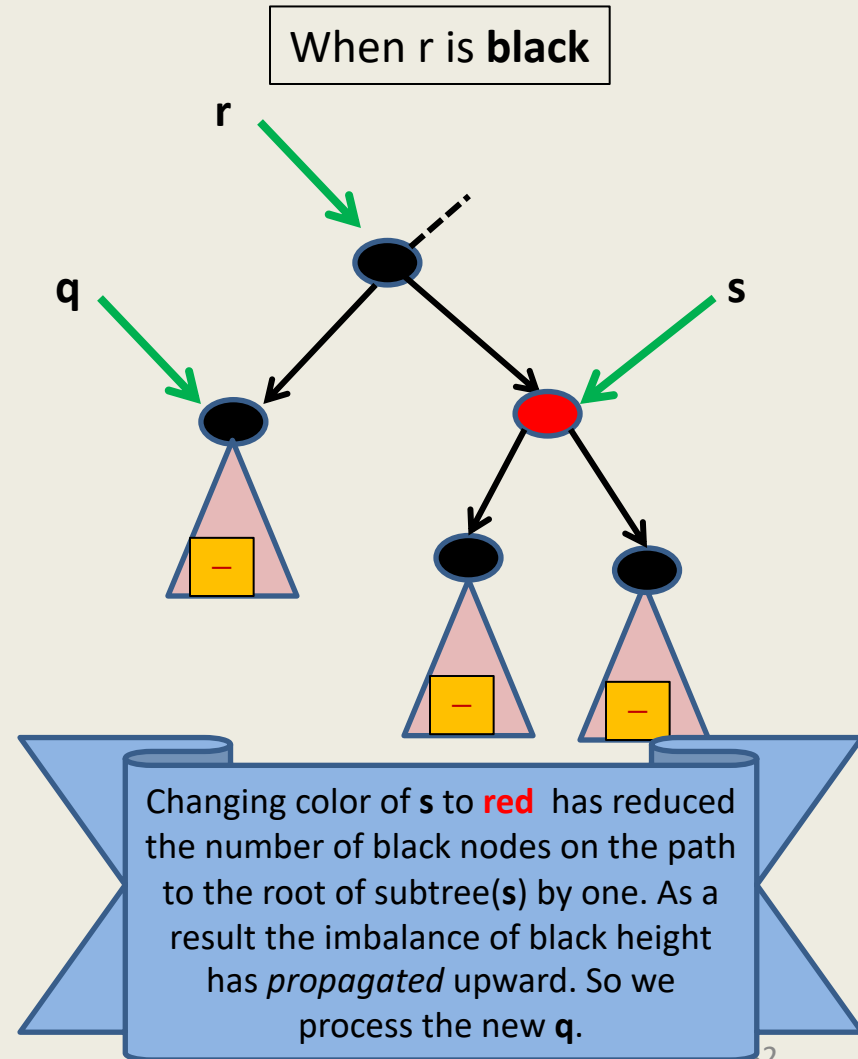 When r is black
r
q
s
–
–
–
Changing color of s to red has reduced
the number of black nodes on the path
to the root of subtree(s) by one. As a
result the imbalance of black height
has propagated upward. So we
process the new q.
2